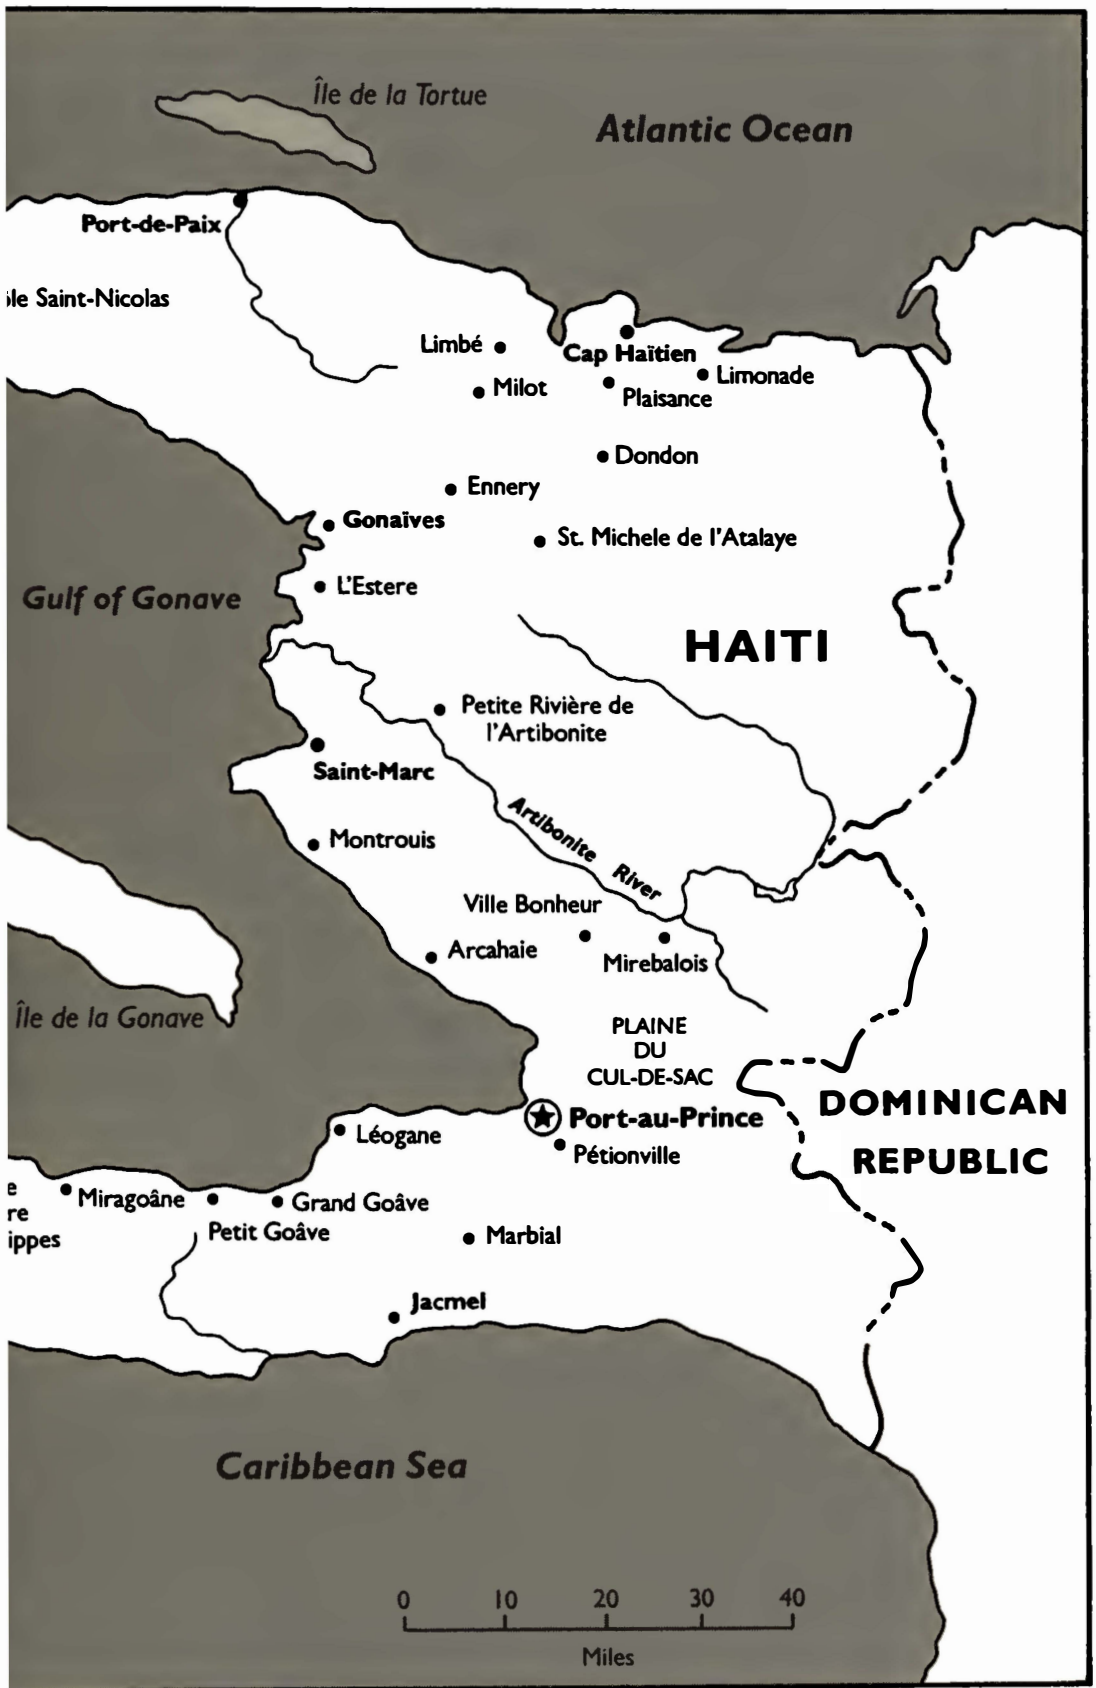 Île de la Tortue
Atlantic Ocean
Port-de-Paix
le Saint-Nicolas
Limbé
Cap Haïtien
Milot
Limonade
Plaisance
Dondon
Ennery
Gonaïves
St. Michele de l'Atalaye
L'Estere
Gulf of Gonave
HAITI
Petite Rivière de
l'Artibonite
Saint-Marc
Artibonite River
Montrouis
Ville Bonheur
Arcahaie
Mirebalois
Île de la Gonave
PLAINE
DU
CUL-DE-SAC
DOMINICAN
REPUBLIC
Port-au-Prince
Léogane
Pétionville
e
re
ippes
Miragoâne
Grand Goâve
Petit Goâve
Marbial
Jacmel
Caribbean Sea
0 10 20 30 40
Miles